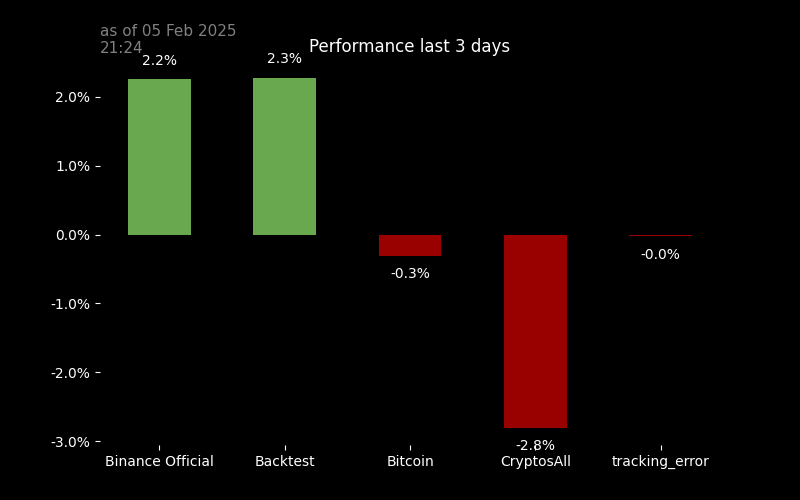 as of 05 Feb 2025
21:24
Performance last 3 days
2.2%
2.3%
2.0%
1.0%
0.0%
-0.0%
-0.3%
-1.0%
-2.0%
-3.0%
-2.8%
Binance Official
Backtest
Bitcoin
CryptosAll
tracking_error